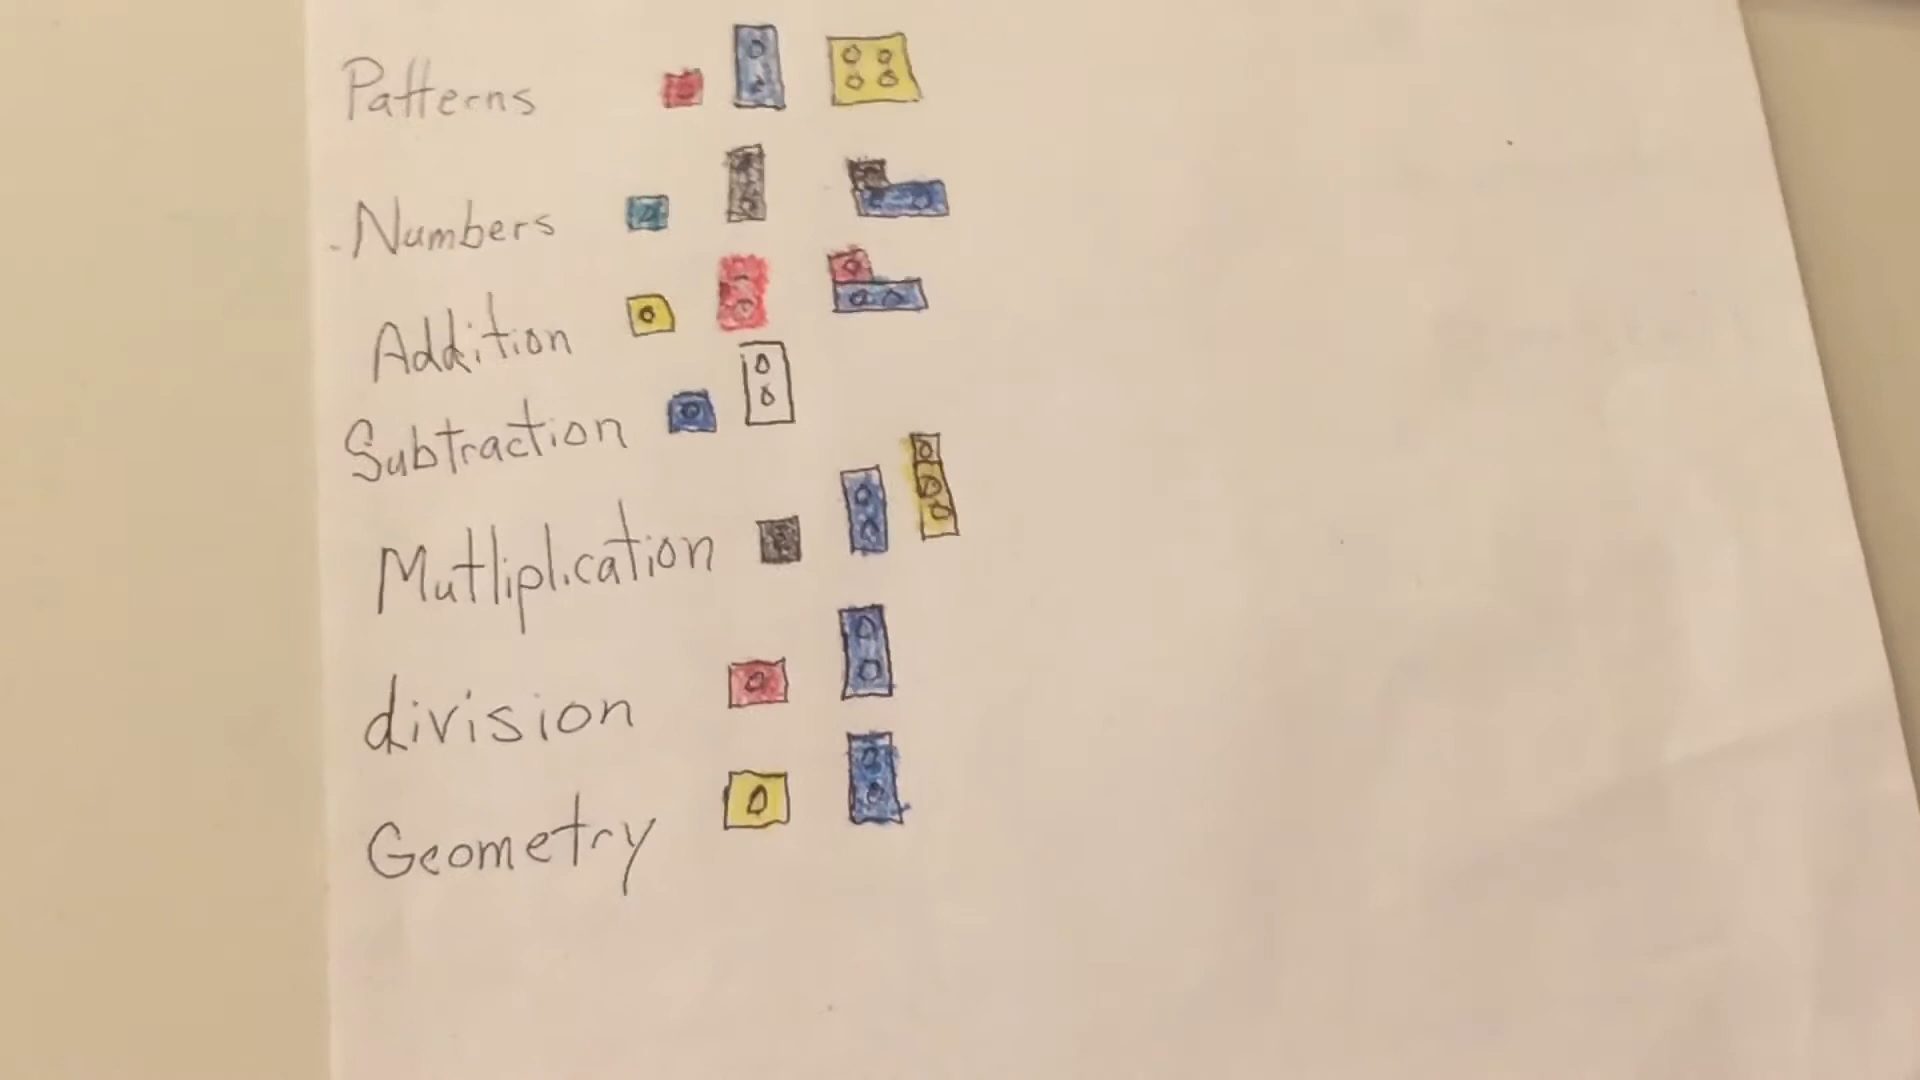 Patterns
Numbers
Addition
Subtraction
Mutliplication
division
Geometry